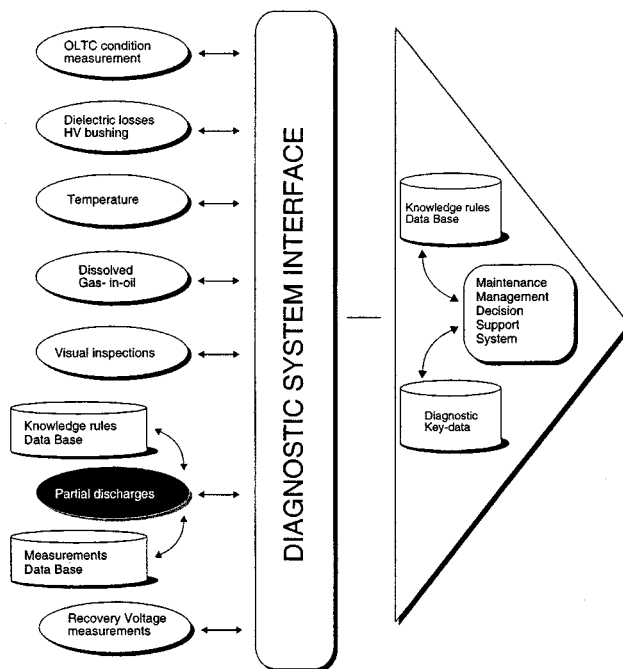 OLTC condition
measurement
Dielectric losses
HV bushing
Temperature
Dissolved
Gas- in-oil
Visual inspections
Knowledge rules
Data Base
Partial discharges
Measurements
Data Base
Recovery Voltage
measurements
DIAGNOSTIC SYSTEM INTERFACE
Knowledge rules
Data Base
Maintenance
Management
Decision
Support
System
Diagnostic
Key-data